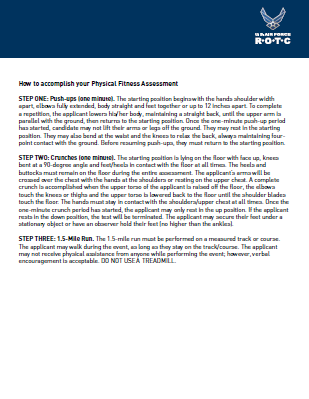 U.S. AIR FORCE
R•O•T•C
How to accomplish your Physical Fitness Assessment
STEP ONE: Push-ups (one minute). The starting position begins with the hands shoulder width
apart, elbows fully extended, body straight and feet together or up to 12 inches apart. To complete
a repetition, the applicant lowers his/her body, maintaining a straight back, until the upper arm is
parallel with the ground, then returns to the starting position. Once the one-minute push-up period
has started, candidate may not lift their arms or legs off the ground. They may rest in the starting
position. They may also bend at the waist and the knees to relax the back, always maintaining four-
point contact with the ground. Before resuming push-ups, they must return to the starting position.
STEP TWO: Crunches (one minute). The starting position is lying on the floor with face up, knees
bent at a 90-degree angle and feet/heels in contact with the floor at all times. The heels and
buttocks must remain on the floor during the entire assessment. The applicant's arms will be
crossed over the chest with the hands at the shoulders or resting on the upper chest. A complete
crunch is accomplished when the upper torso of the applicant is raised off the floor, the elbows
touch the knees or thighs and the upper torso is lowered back to the floor until the shoulder blades
touch the floor. The hands must stay in contact with the shoulders/upper chest at all times. Once the
one-minute crunch period has started, the applicant may only rest in the up position. If the applicant
rests in the down position, the test will be terminated. The applicant may secure their feet under a
stationary object or have an observer hold their feet (no higher than the ankles).
STEP THREE: 1.5-Mile Run. The 1.5-mile run must be performed on a measured track or course.
The applicant may walk during the event, as long as they stay on the track/course. The applicant
may not receive physical assistance from anyone while performing the event; however, verbal
encouragement is acceptable. DO NOT USE A TREADMILL.